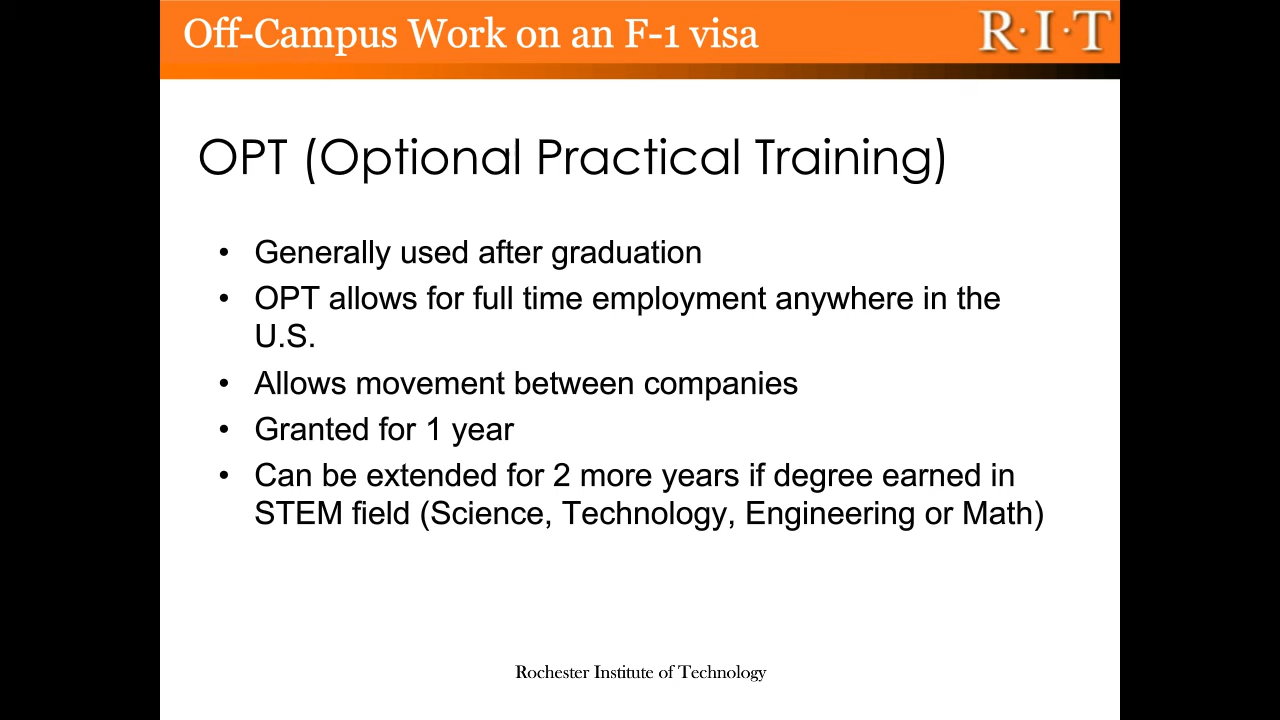 Off-Campus Work on an F-1 visa
R·I·T
OPT (Optional Practical Training)
• Generally used after graduation
• OPT allows for full time employment anywhere in the
U.S.
• Allows movement between companies
• Granted for 1 year
• Can be extended for 2 more years if degree earned in
STEM field (Science, Technology, Engineering or Math)
Rochester Institute of Technology